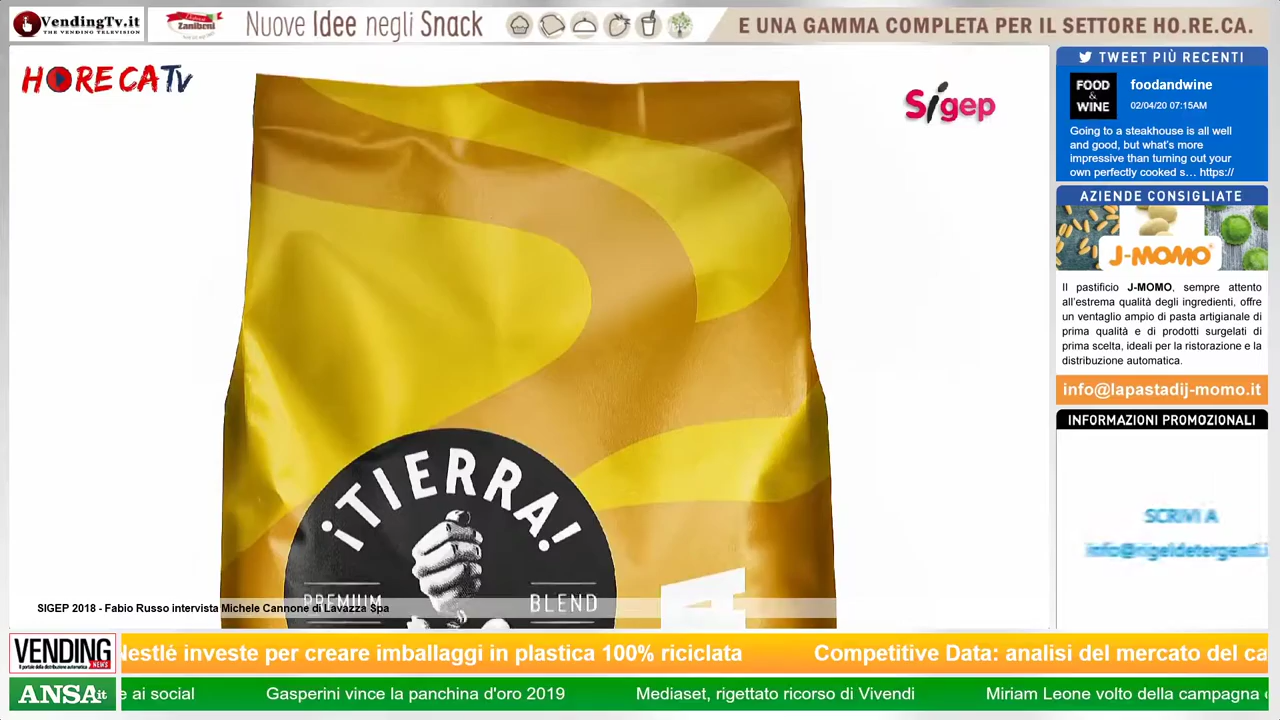 VendingTv.it
THE VENDING TELEVISION
Zaniboni
Nuove Idee negli Snack
E UNA GAMMA COMPLETA PER IL SETTORE HO.RE.CA.
HORECATv
Sigep
TWEET PIÙ RECENTI
FOOD & WINE
foodandwine
02/04/20 07:15AM
Going to a steakhouse is all well
and good, but what's more
impressive than turning out your
own perfectly cooked s… https://
AZIENDE CONSIGLIATE
J-MOMO®
Il pastificio J-MOMO, sempre attento
all'estrema qualità degli ingredienti, offre
un ventaglio ampio di pasta artigianale di
prima qualità e di prodotti surgelati di
prima scelta, ideali per la ristorazione e la
distribuzione automatica.
info@lapastadij-momo.it
INFORMAZIONI PROMOZIONALI
SCRIVI A
¡TIERRA!
PREMIUM BLEND
SIGEP 2018 - Fabio Russo intervista Michele Cannone di Lavazza Spa
VENDING NEWS
Il portale della distribuzione automatica
Nestlè investe per creare imballaggi in plastica 100% riciclata
Competitive Data: analisi del mercato del ca
ANSA.it
e ai social
Gasperini vince la panchina d'oro 2019
Mediaset, rigettato ricorso di Vivendi
Miriam Leone volto della campagna